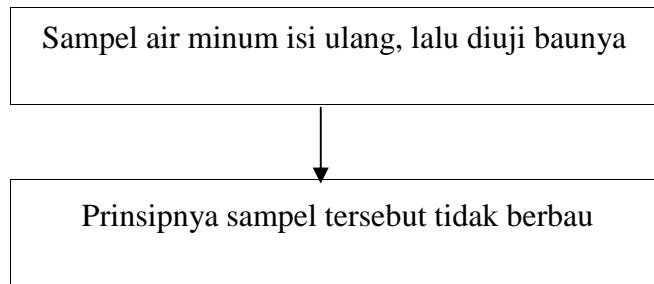 Sampel air minum isi ulang, lalu diuji baunya
Prinsipnya sampel tersebut tidak berbau